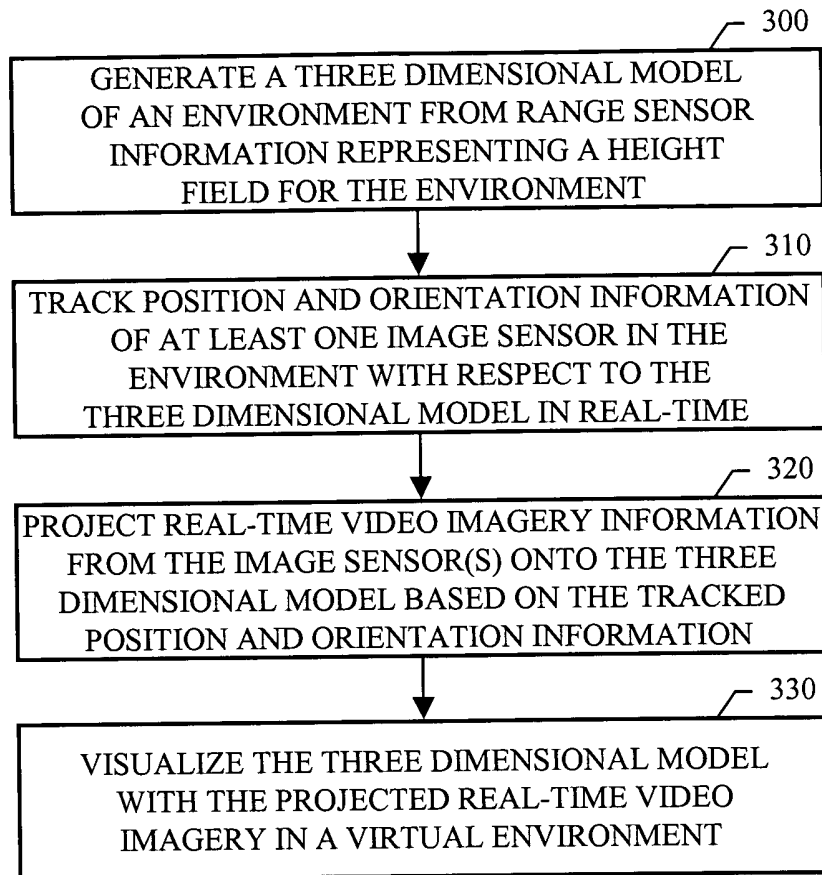 300
GENERATE A THREE DIMENSIONAL MODEL
OF AN ENVIRONMENT FROM RANGE SENSOR
INFORMATION REPRESENTING A HEIGHT
FIELD FOR THE ENVIRONMENT
310
TRACK POSITION AND ORIENTATION INFORMATION
OF AT LEAST ONE IMAGE SENSOR IN THE
ENVIRONMENT WITH RESPECT TO THE
THREE DIMENSIONAL MODEL IN REAL-TIME
320
PROJECT REAL-TIME VIDEO IMAGERY INFORMATION
FROM THE IMAGE SENSOR(S) ONTO THE THREE
DIMENSIONAL MODEL BASED ON THE TRACKED
POSITION AND ORIENTATION INFORMATION
330
VISUALIZE THE THREE DIMENSIONAL MODEL
WITH THE PROJECTED REAL-TIME VIDEO
IMAGERY IN A VIRTUAL ENVIRONMENT